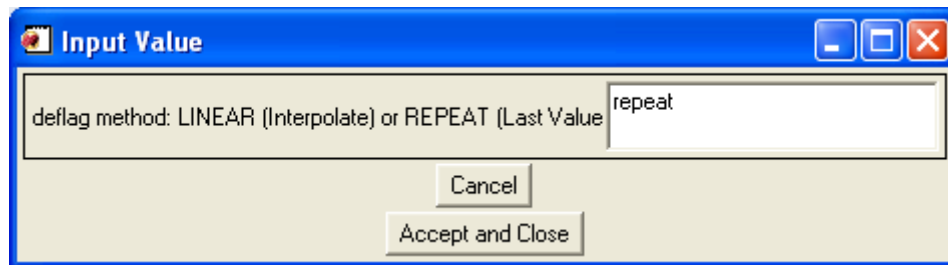 Input Value
deflag method: LINEAR (Interpolate) or REPEAT (Last Value
repeat
Cancel
Accept and Close